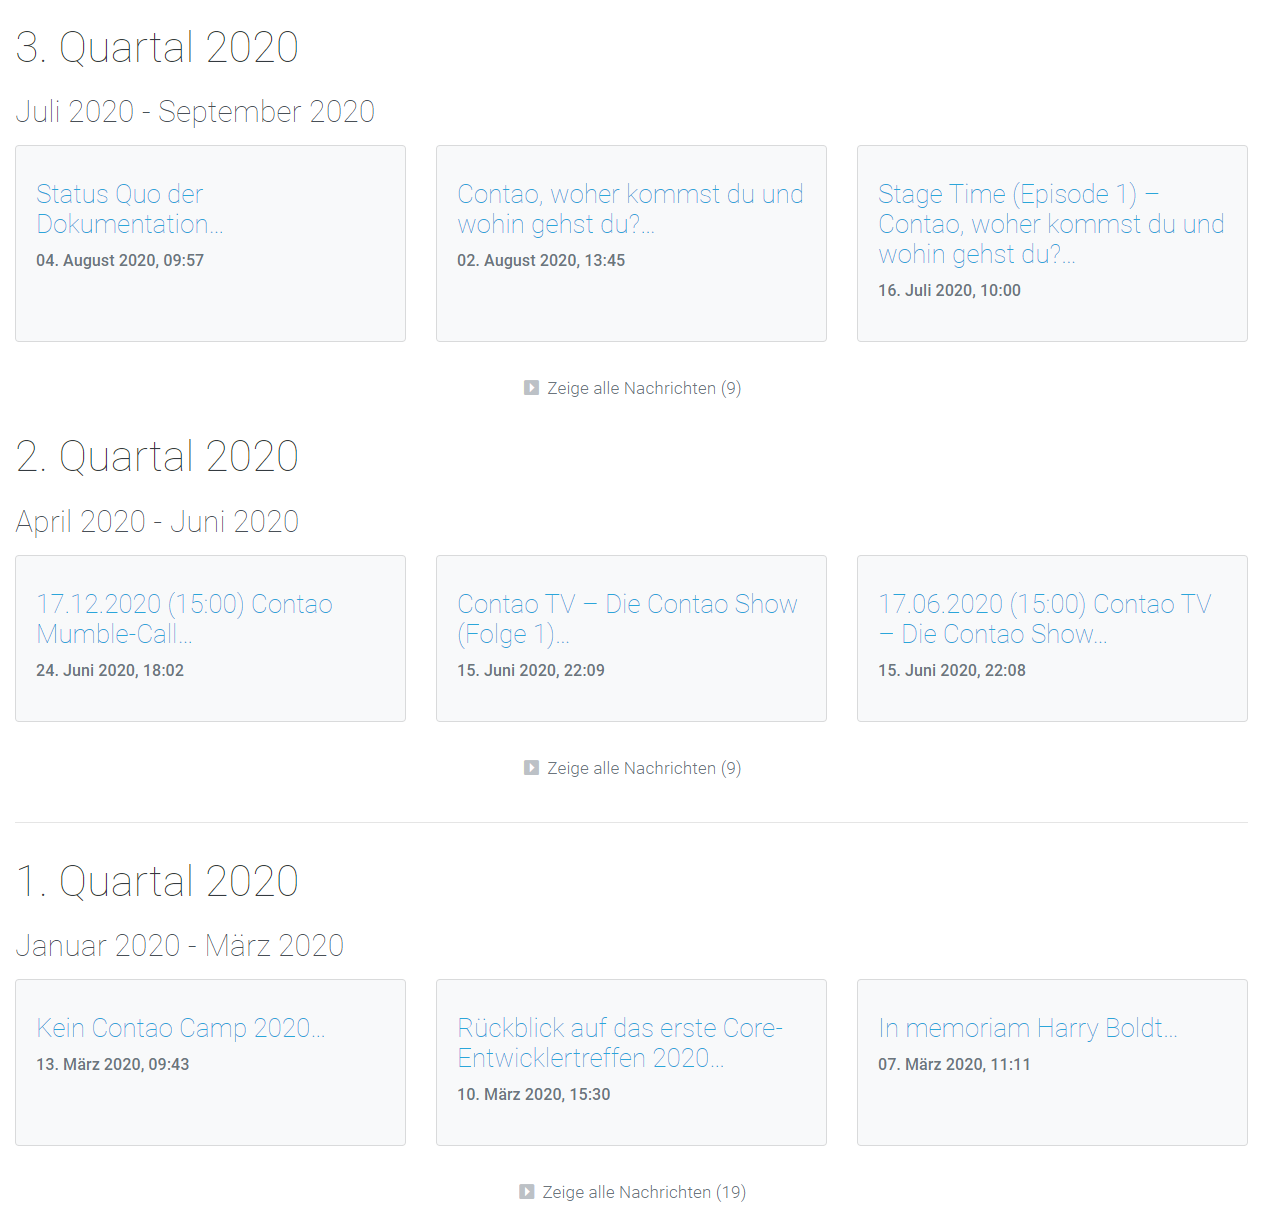 3. Quartal 2020
Juli 2020 - September 2020
Status Quo der
Dokumentation...
04. August 2020, 09:57
Contao, woher kommst du und
wohin gehst du?...
02. August 2020, 13:45
Stage Time (Episode 1) –
Contao, woher kommst du und
wohin gehst du?...
16. Juli 2020, 10:00
Zeige alle Nachrichten (9)
2. Quartal 2020
April 2020 - Juni 2020
17.12.2020 (15:00) Contao
Mumble-Call...
24. Juni 2020, 18:02
Contao TV – Die Contao Show
(Folge 1)...
15. Juni 2020, 22:09
17.06.2020 (15:00) Contao TV
– Die Contao Show...
15. Juni 2020, 22:08
Zeige alle Nachrichten (9)
1. Quartal 2020
Januar 2020 - März 2020
Kein Contao Camp 2020...
13. März 2020, 09:43
Rückblick auf das erste Core-
Entwicklertreffen 2020...
10. März 2020, 15:30
In memoriam Harry Boldt...
07. März 2020, 11:11
Zeige alle Nachrichten (19)